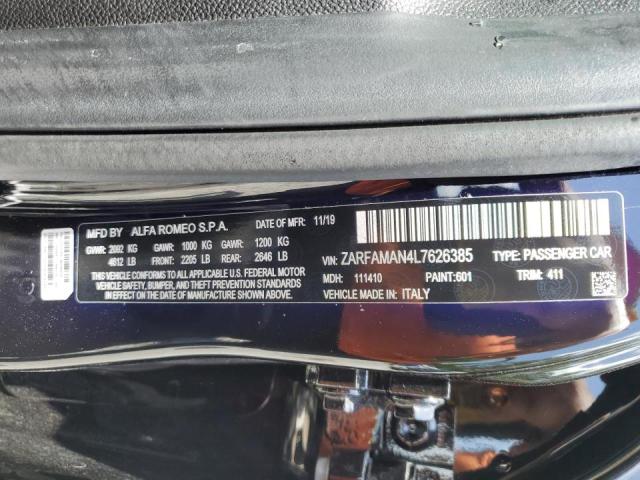 MFD BY ALFA ROMEO S.P.A. DATE OF MFR: 11/19
GWAR: 2092 KG FRONT: 1000 KG REAR: 1200 KG
4612 LB FRONT: 2205 LB REAR: 2646 LB
THIS VEHICLE CONFORMS TO ALL APPLICABLE U.S. FEDERAL MOTOR
VEHICLE SAFETY, BUMPER, AND THEFT PREVENTION STANDARDS
IN EFFECT ON THE DATE OF MANUFACTURE SHOWN ABOVE.
VIN: ZARFAMAN4L7626385 TYPE: PASSENGER CAR
MDH: 111410 PAINT:601 TRIM: 411
VEHICLE MADE IN: ITALY